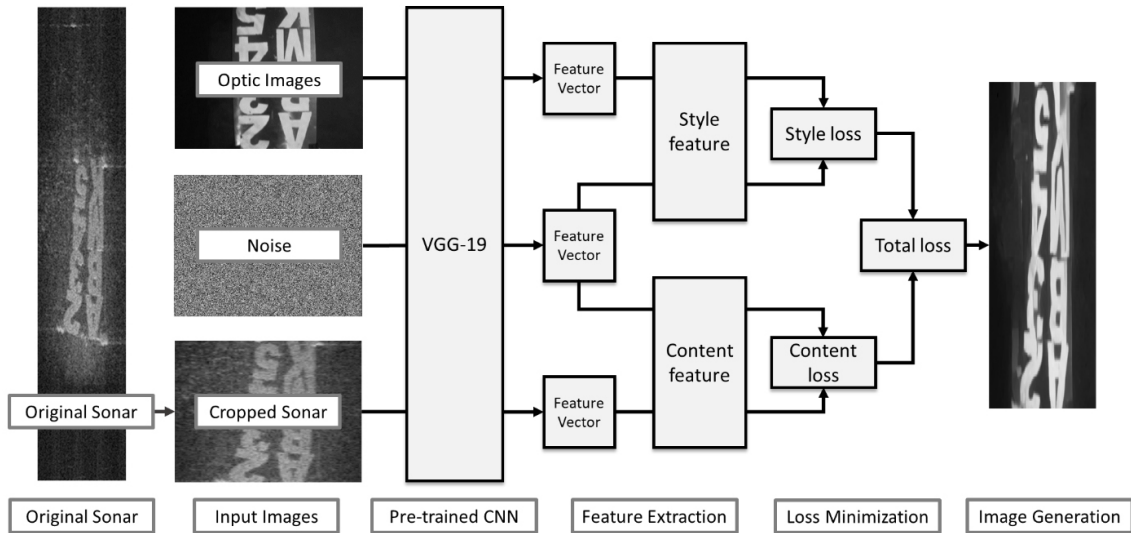 Optic Images
Noise
Original Sonar
Cropped Sonar
VGG-19
Feature
Vector
Feature
Vector
Feature
Vector
Style
feature
Content
feature
Style loss
Content
loss
Total loss
Original Sonar
Input Images
Pre-trained CNN
Feature Extraction
Loss Minimization
Image Generation